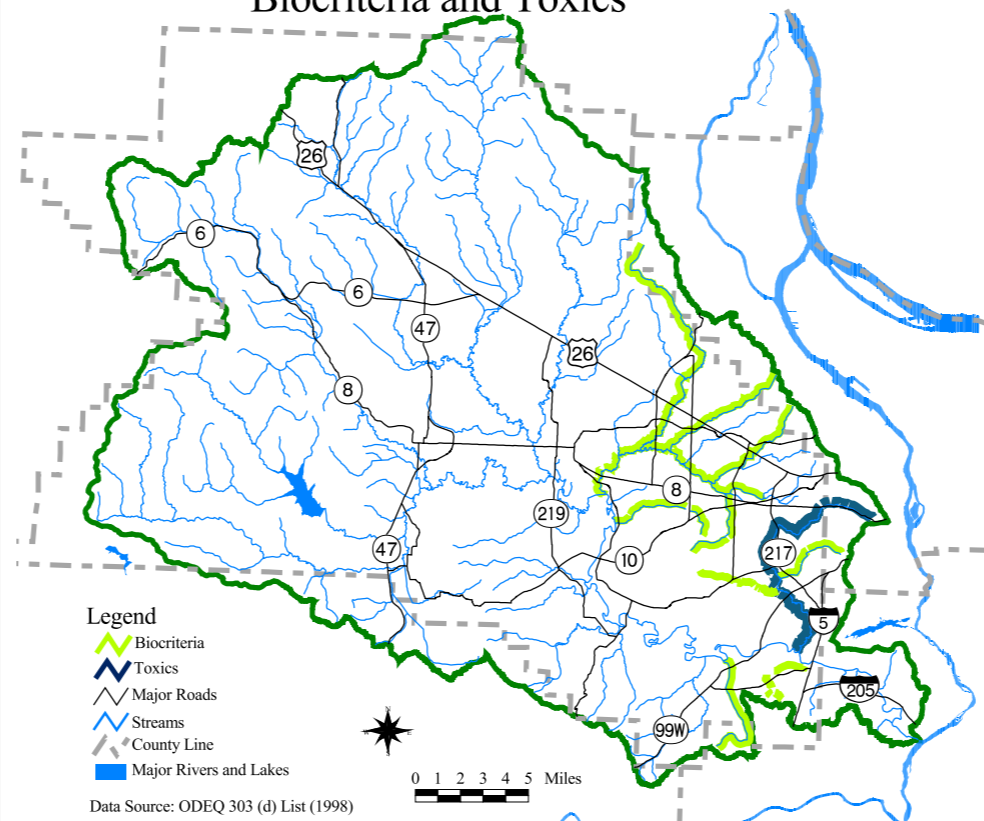 Biocriteria and Toxics
26
6
6
47
26
8
8
219
10
47
217
5
205
99W
Legend
Biocriteria
Toxics
Major Roads
Streams
County Line
Major Rivers and Lakes
0 1 2 3 4 5 Miles
Data Source: ODEQ 303 (d) List (1998)